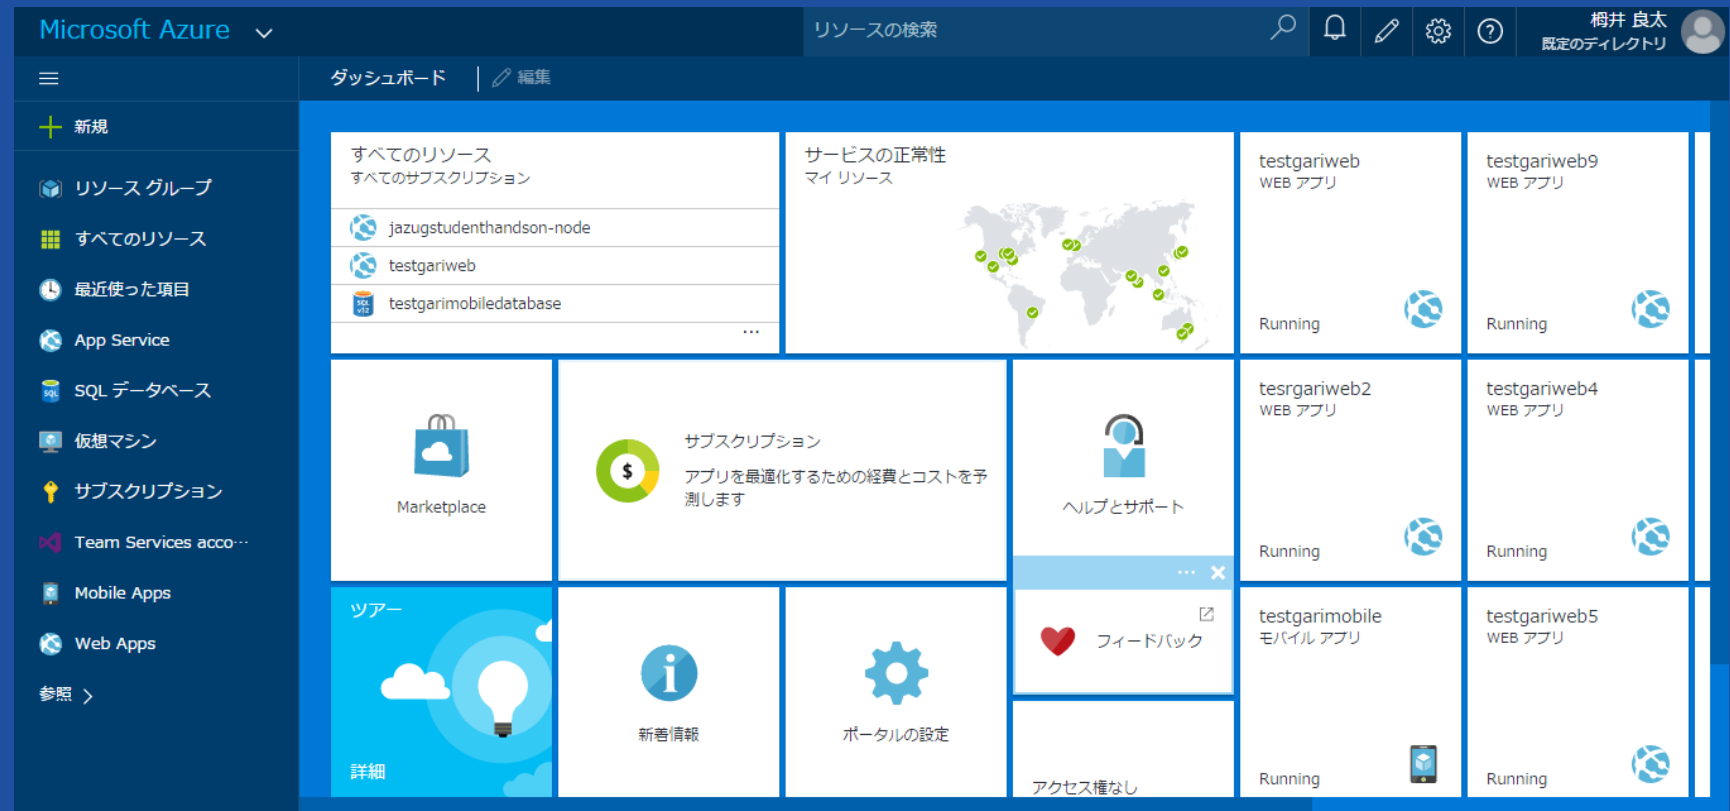 Microsoft Azure
リソースの検索
栂井 良太
既定のディレクトリ
ダッシュボード
編集
新規
リソース グループ
すべてのリソース
最近使った項目
App Service
SQL データベース
仮想マシン
サブスクリプション
Team Services acco…
Mobile Apps
Web Apps
参照
すべてのリソース
すべてのサブスクリプション
jazugstudenthandson-node
testgariweb
SQL
v12
testgarimobiledatabase
…
サービスの正常性
マイ リソース
testgariweb
WEB アプリ
Running
testgariweb9
WEB アプリ
Running
Marketplace
$
サブスクリプション
アプリを最適化するための経費とコストを予
測します
ヘルプとサポート
tesrgariweb2
WEB アプリ
Running
testgariweb4
WEB アプリ
Running
ツアー
詳細
新着情報
ポータルの設定
…
フィードバック
アクセス権なし
testgarimobile
モバイル アプリ
Running
testgariweb5
WEB アプリ
Running